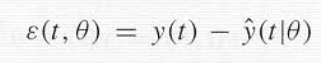 ε(t, θ) = y(t) − ŷ(t|θ)